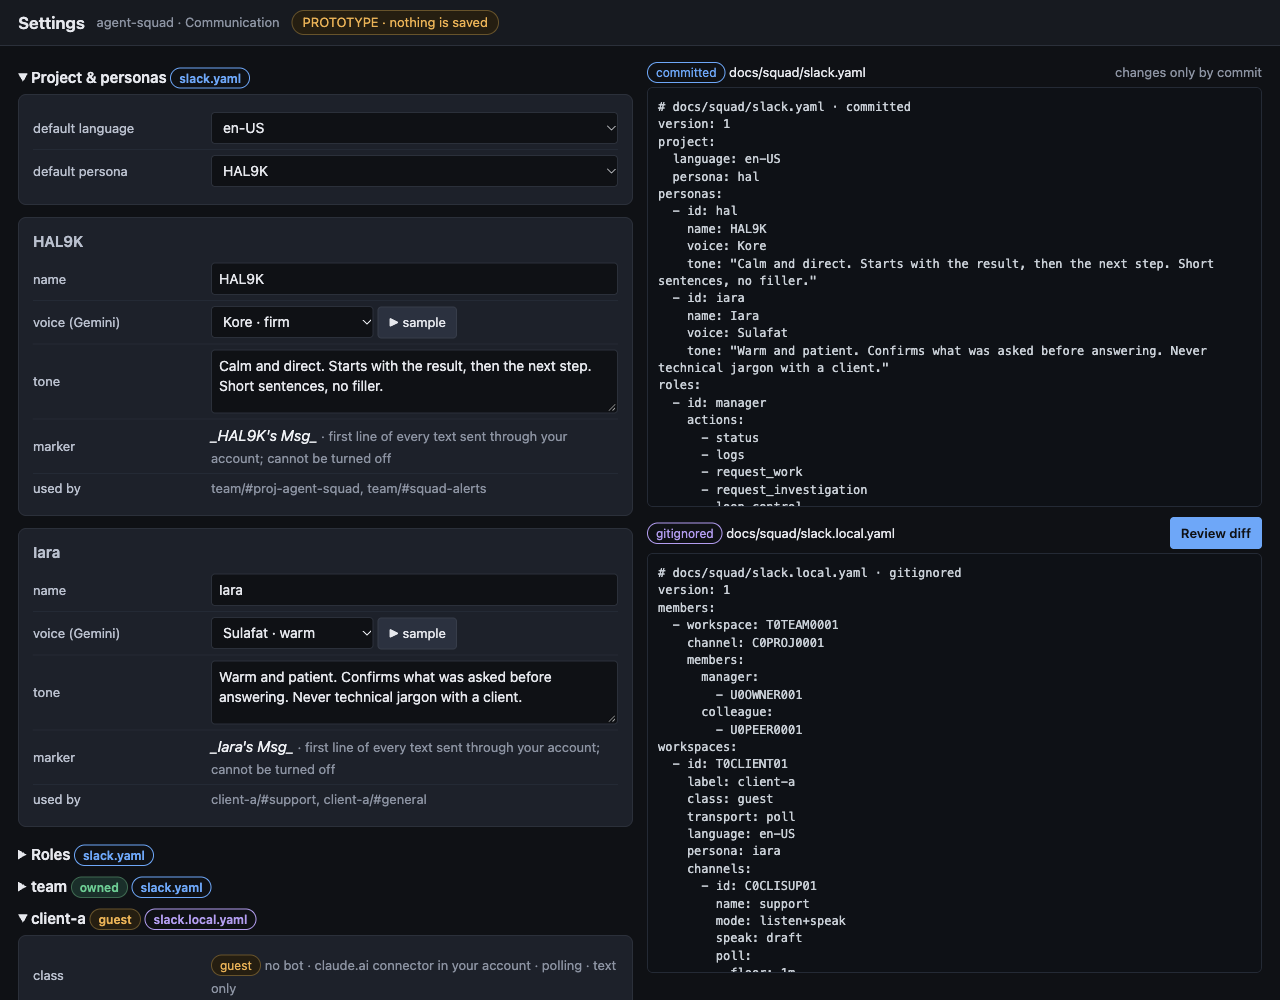 Settings agent-squad · Communication PROTOTYPE · nothing is saved
▼ Project & personas slack.yaml
default language en-US
default persona HAL9K
HAL9K
name HAL9K
voice (Gemini) Kore · firm ▶ sample
tone
Calm and direct. Starts with the result, then the next step.
Short sentences, no filler.
marker
_HAL9K's Msg_ · first line of every text sent through your
account; cannot be turned off
used by team/#proj-agent-squad, team/#squad-alerts
Iara
name Iara
voice (Gemini) Sulafat · warm ▶ sample
tone
Warm and patient. Confirms what was asked before
answering. Never technical jargon with a client.
marker
_Iara's Msg_ · first line of every text sent through your account;
cannot be turned off
used by client-a/#support, client-a/#general
▶ Roles slack.yaml
▶ team owned slack.yaml
▼ client-a guest slack.local.yaml
class
guest no bot · claude.ai connector in your account · polling · text
only
committed docs/squad/slack.yaml changes only by commit
# docs/squad/slack.yaml · committed
version: 1
project:
  language: en-US
  persona: hal
personas:
  - id: hal
    name: HAL9K
    voice: Kore
    tone: "Calm and direct. Starts with the result, then the next step. Short
sentences, no filler."
  - id: iara
    name: Iara
    voice: Sulafat
    tone: "Warm and patient. Confirms what was asked before answering. Never
technical jargon with a client."
roles:
  - id: manager
    actions:
      - status
      - logs
      - request_work
      - request_investigation
      - loop_control
gitignored docs/squad/slack.local.yaml Review diff
# docs/squad/slack.local.yaml · gitignored
version: 1
members:
  - workspace: T0TEAM0001
    channel: C0PROJ0001
    members:
      manager:
        - U0OWNER001
      colleague:
        - U0PEER0001
workspaces:
  - id: T0CLIENT01
    label: client-a
    class: guest
    transport: poll
    language: en-US
    persona: iara
    channels:
      - id: C0CLISUP01
        name: support
        mode: listen+speak
        speak: draft
        poll:
          floor: 1m